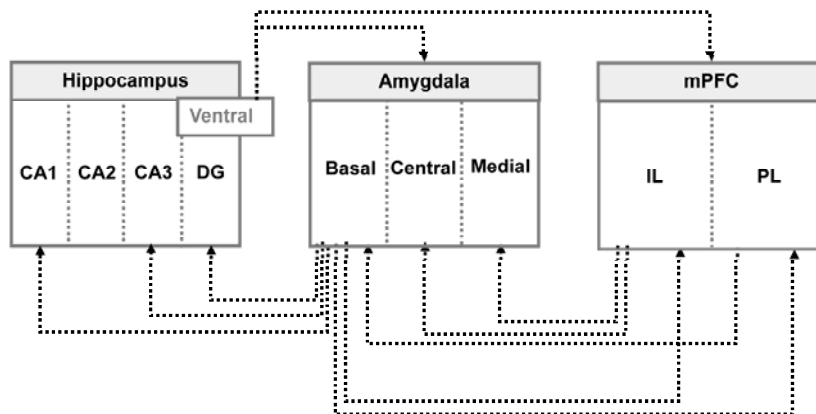 Hippocampus
Amygdala
mPFC
Ventral
CA1 CA2 CA3 DG
Basal Central Medial
IL PL